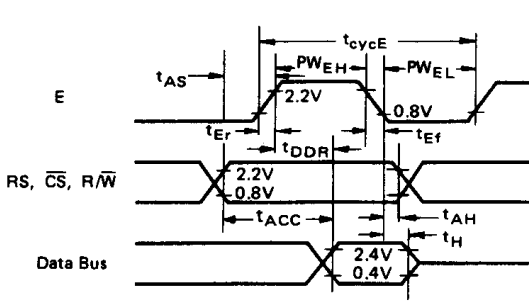 tcycE
PWEH
PWEL
tAS
E
2.2V
0.8V
tEr
tEf
tDDR
RS, C̅S̅, R/W̅
2.2V
0.8V
tACC
tAH
tH
Data Bus
2.4V
0.4V